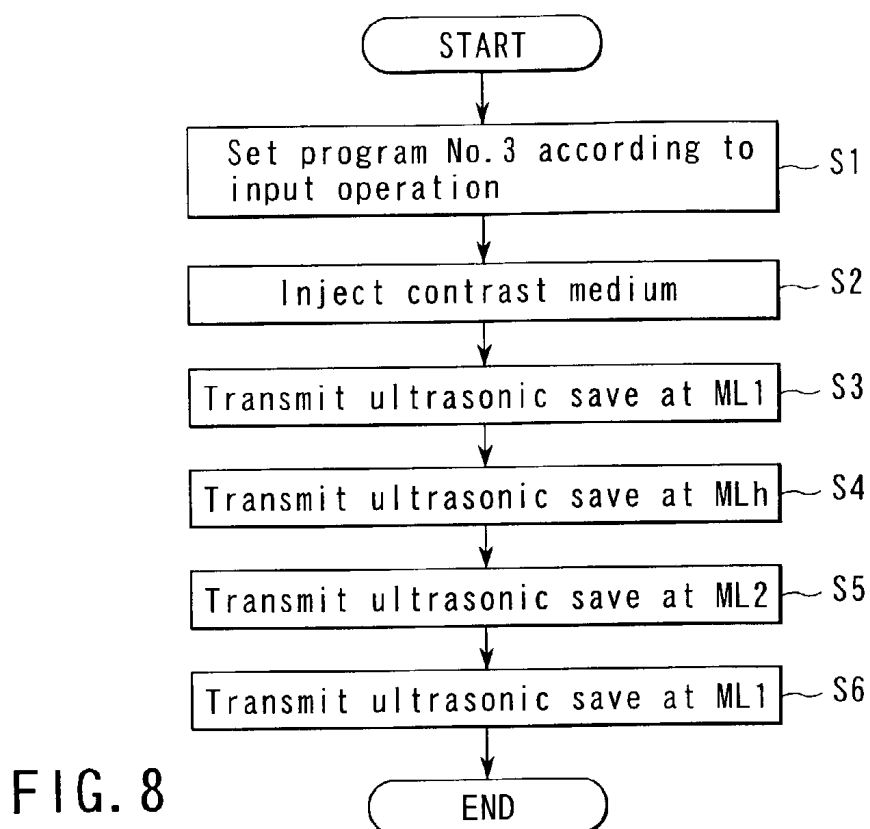 START
Set program No.3 according to
input operation
S1
Inject contrast medium
S2
Transmit ultrasonic save at ML1
S3
Transmit ultrasonic save at MLh
S4
Transmit ultrasonic save at ML2
S5
Transmit ultrasonic save at ML1
S6
END
FIG. 8